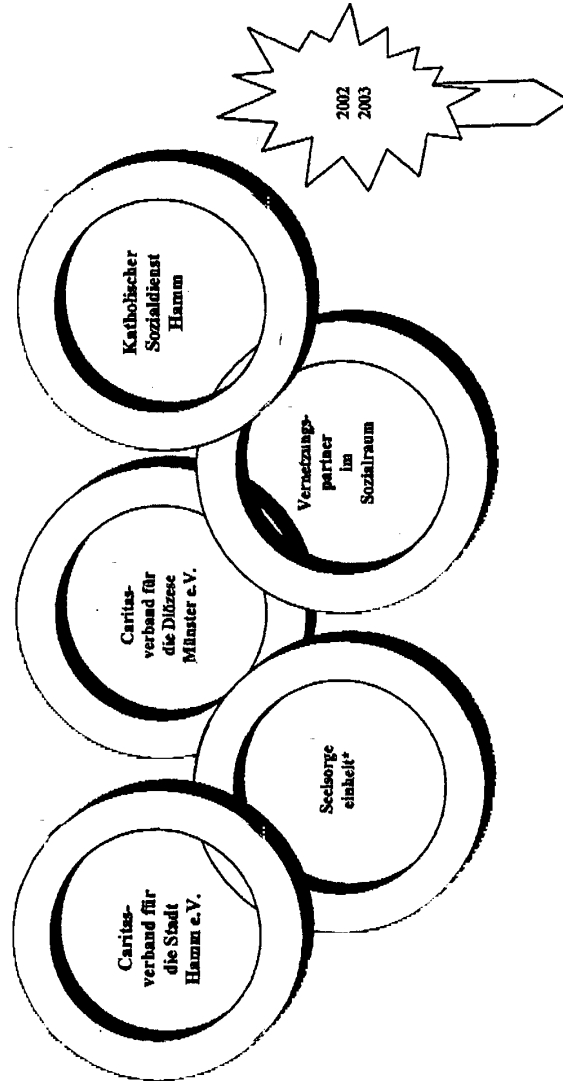 Caritas-
verband für
die Stadt
Hamm e.V.
Caritas-
verband für
die Diözese
Münster e.V.
Katholischer
Sozialdienst
Hamm
Seelsorge
einheit*
Vernetzungs-
partner
im
Sozialraum
2002
2003